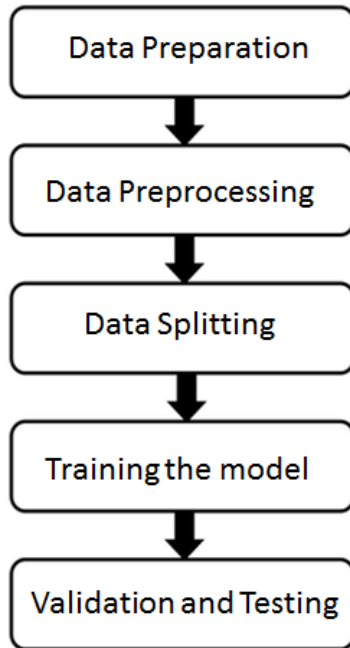 Data Preparation
Data Preprocessing
Data Splitting
Training the model
Validation and Testing